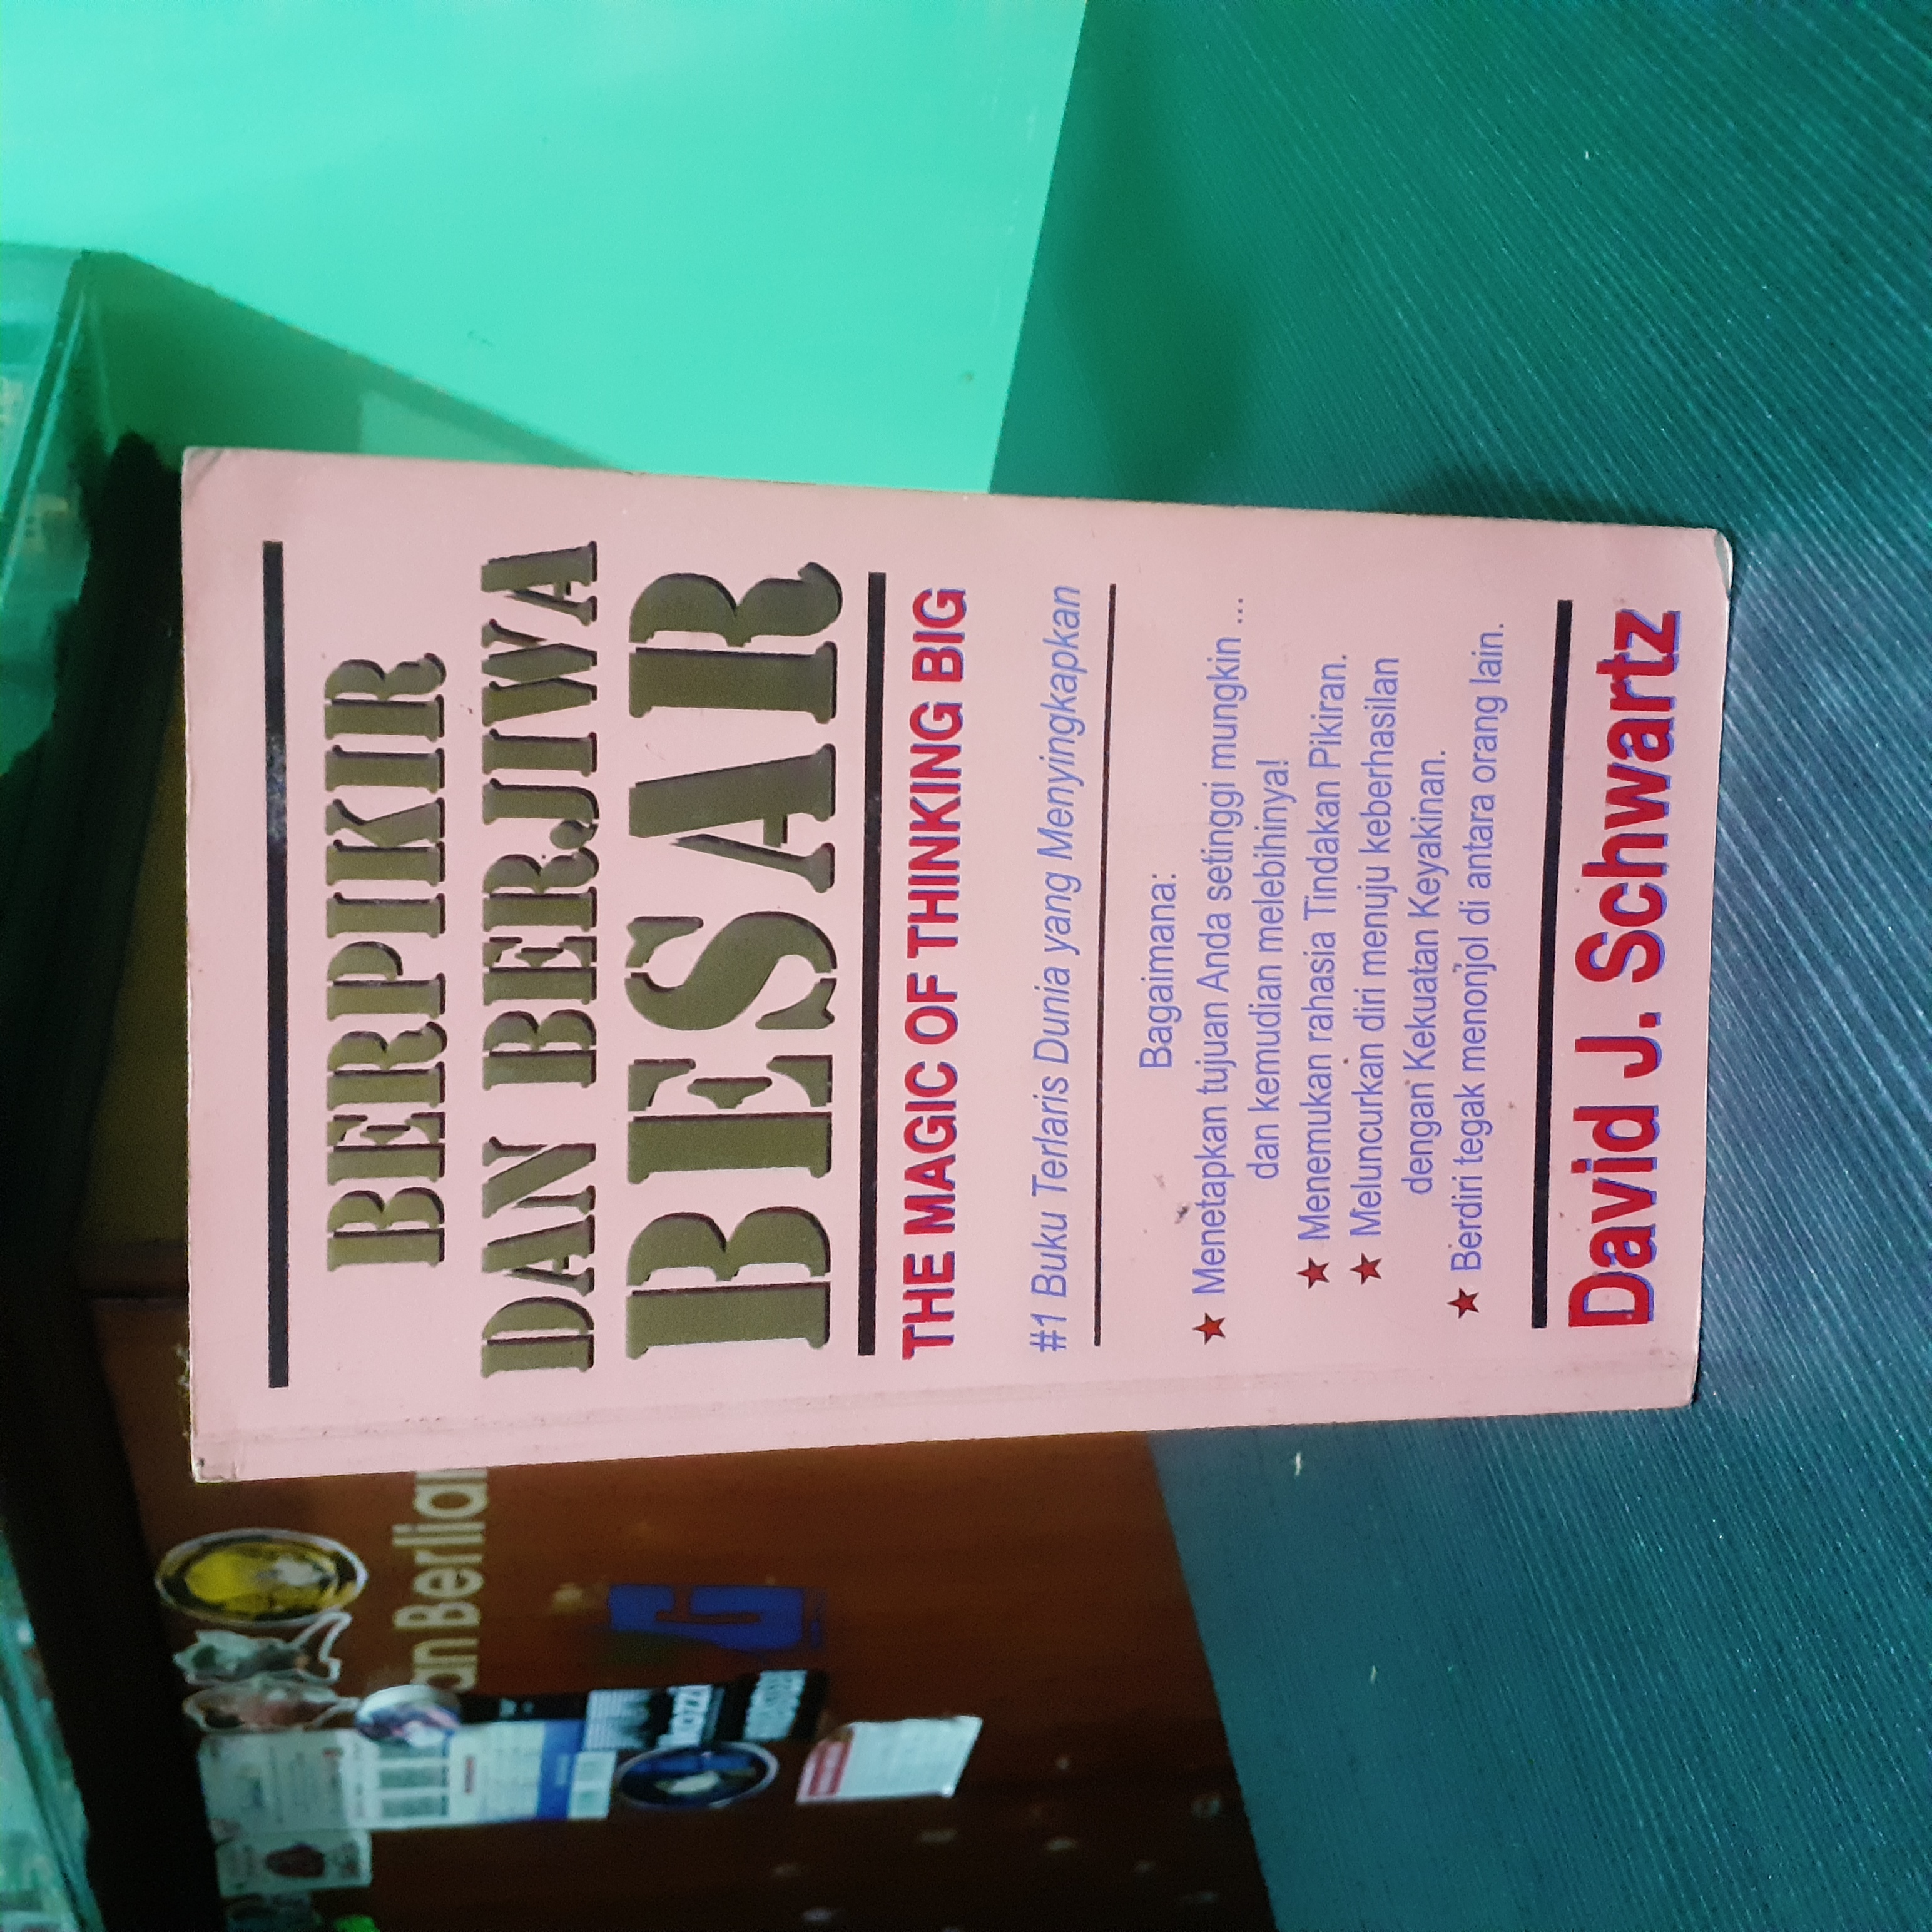 an Berlian
kozzi
BERPIKIR
DAN BERJIWA
BESAR
THE MAGIC OF THINKING BIG
#1 Buku Terlaris Dunia yang Menyingkapkan
Bagaimana:
★ Menetapkan tujuan Anda setinggi mungkin ...
dan kemudian melebihinya!
★ Menemukan rahasia Tindakan Pikiran.
★ Meluncurkan diri menuju keberhasilan
dengan Kekuatan Keyakinan.
★ Berdiri tegak menonjol di antara orang lain.
David J. Schwartz